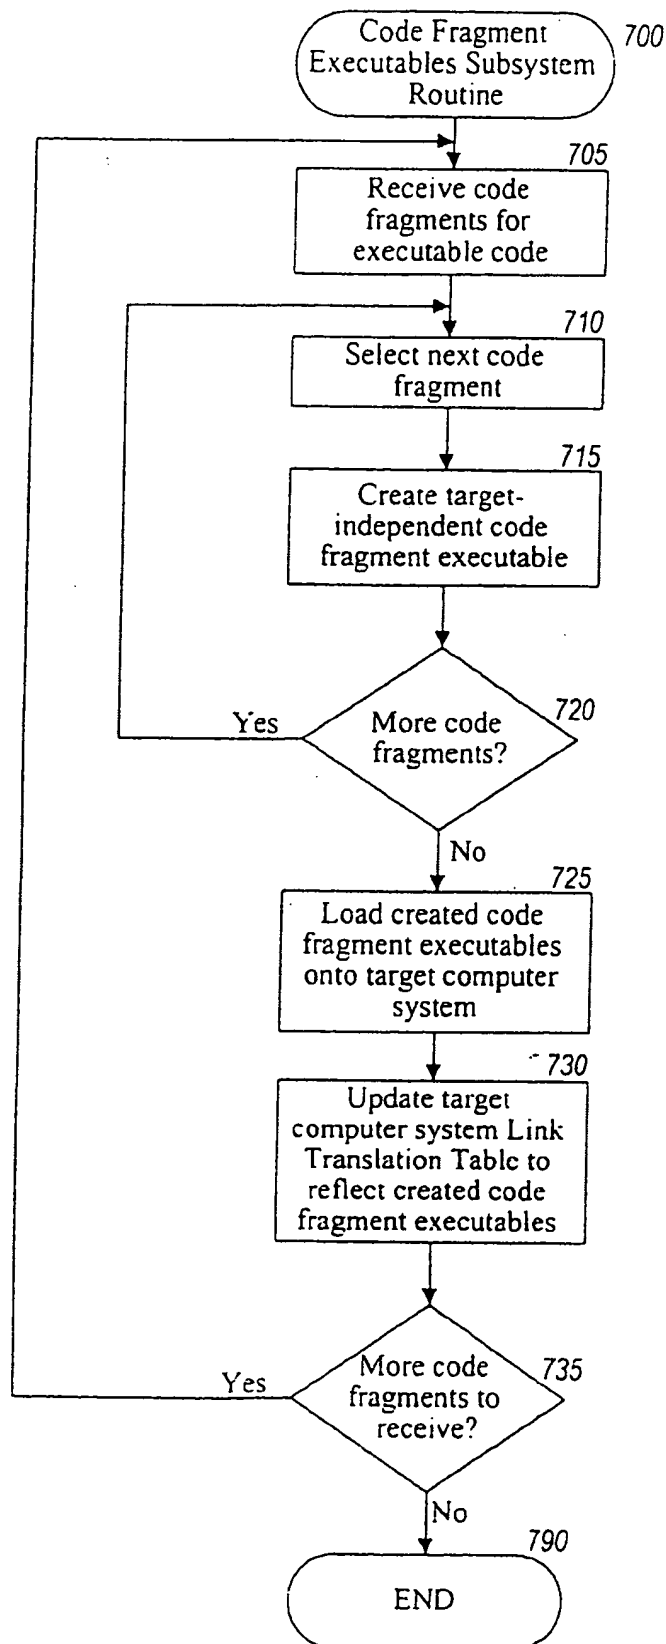 Code Fragment
Executables Subsystem
Routine
700
705
Receive code
fragments for
executable code
710
Select next code
fragment
715
Create target-
independent code
fragment executable
720
More code
fragments?
Yes
No
725
Load created code
fragment executables
onto target computer
system
730
Update target
computer system Link
Translation Table to
reflect created code
fragment executables
735
More code
fragments to
receive?
Yes
No
790
END